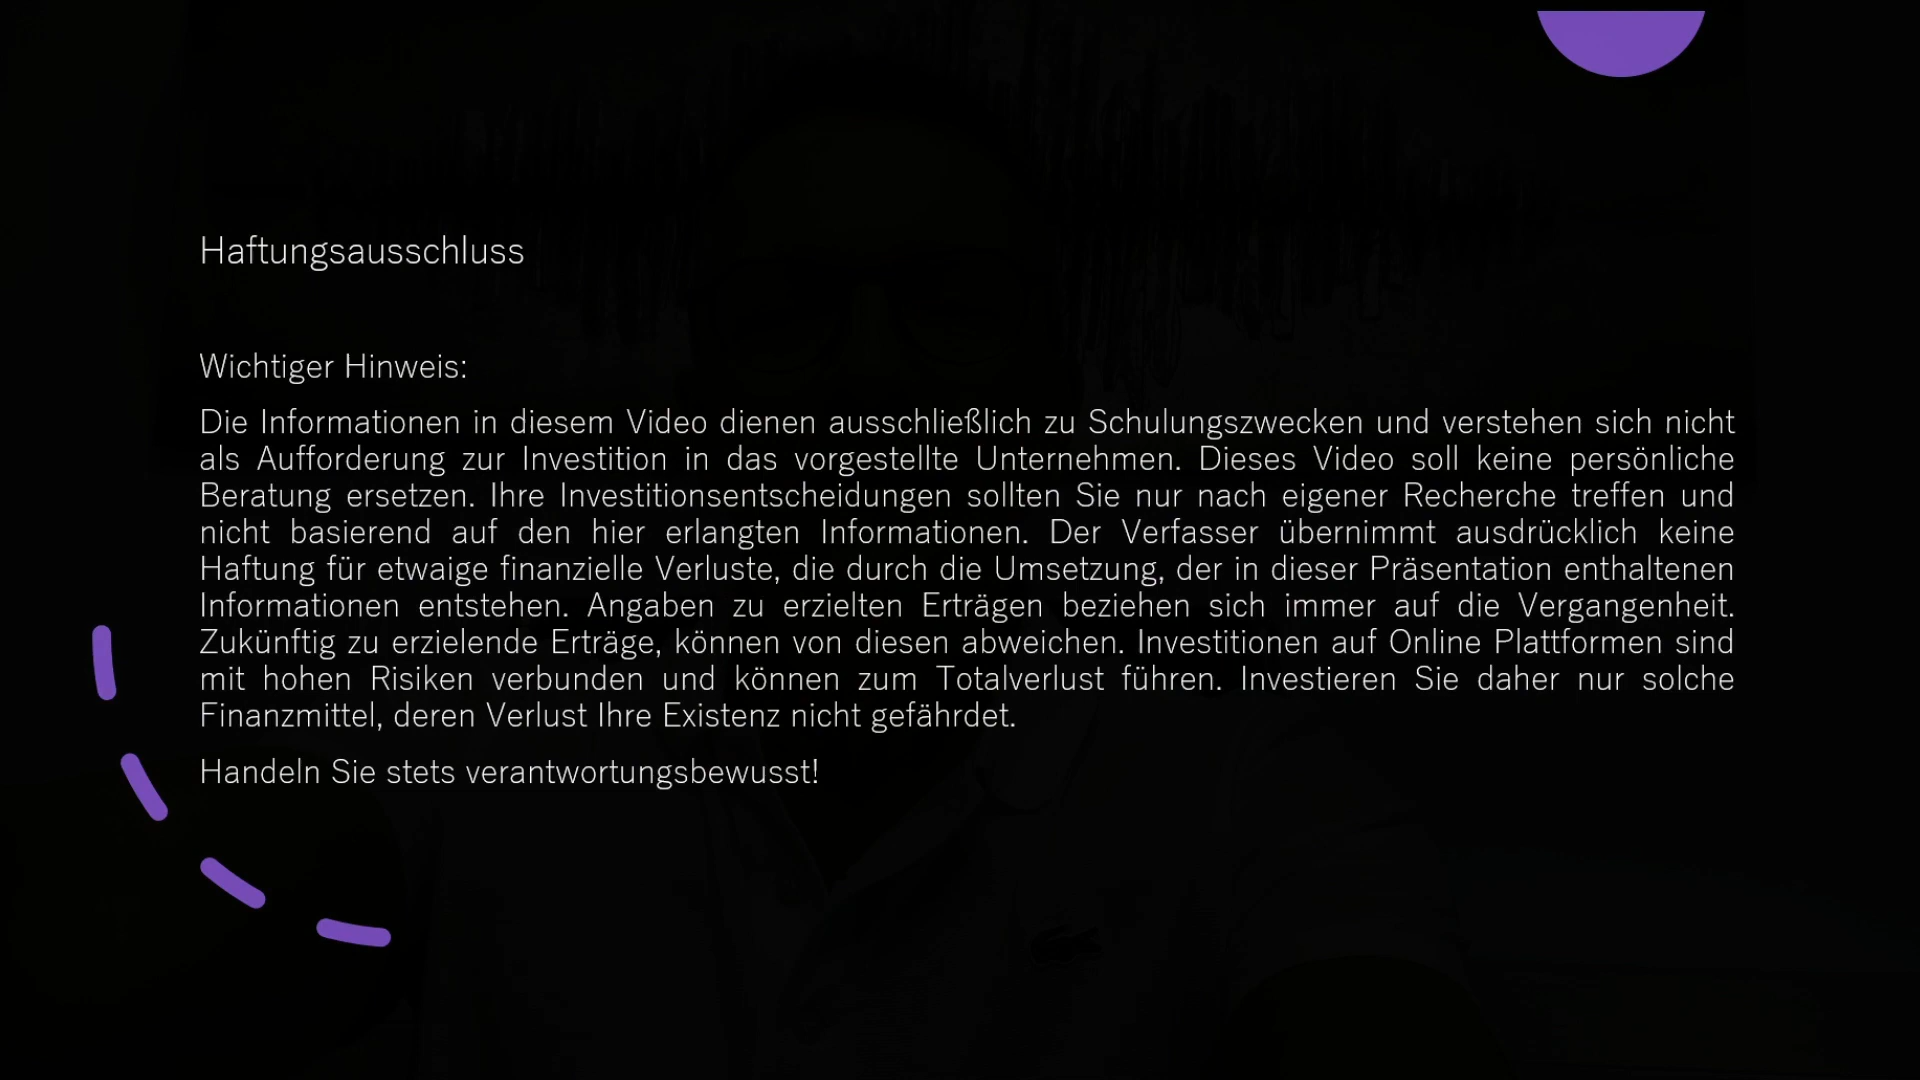 Haftungsausschluss
Wichtiger Hinweis:
Die Informationen in diesem Video dienen ausschließlich zu Schulungszwecken und verstehen sich nicht
als Aufforderung zur Investition in das vorgestellte Unternehmen. Dieses Video soll keine persönliche
Beratung ersetzen. Ihre Investitionsentscheidungen sollten Sie nur nach eigener Recherche treffen und
nicht basierend auf den hier erlangten Informationen. Der Verfasser übernimmt ausdrücklich keine
Haftung für etwaige finanzielle Verluste, die durch die Umsetzung, der in dieser Präsentation enthaltenen
Informationen entstehen. Angaben zu erzielten Erträgen beziehen sich immer auf die Vergangenheit.
Zukünftig zu erzielende Erträge, können von diesen abweichen. Investitionen auf Online Plattformen sind
mit hohen Risiken verbunden und können zum Totalverlust führen. Investieren Sie daher nur solche
Finanzmittel, deren Verlust Ihre Existenz nicht gefährdet.
Handeln Sie stets verantwortungsbewusst!